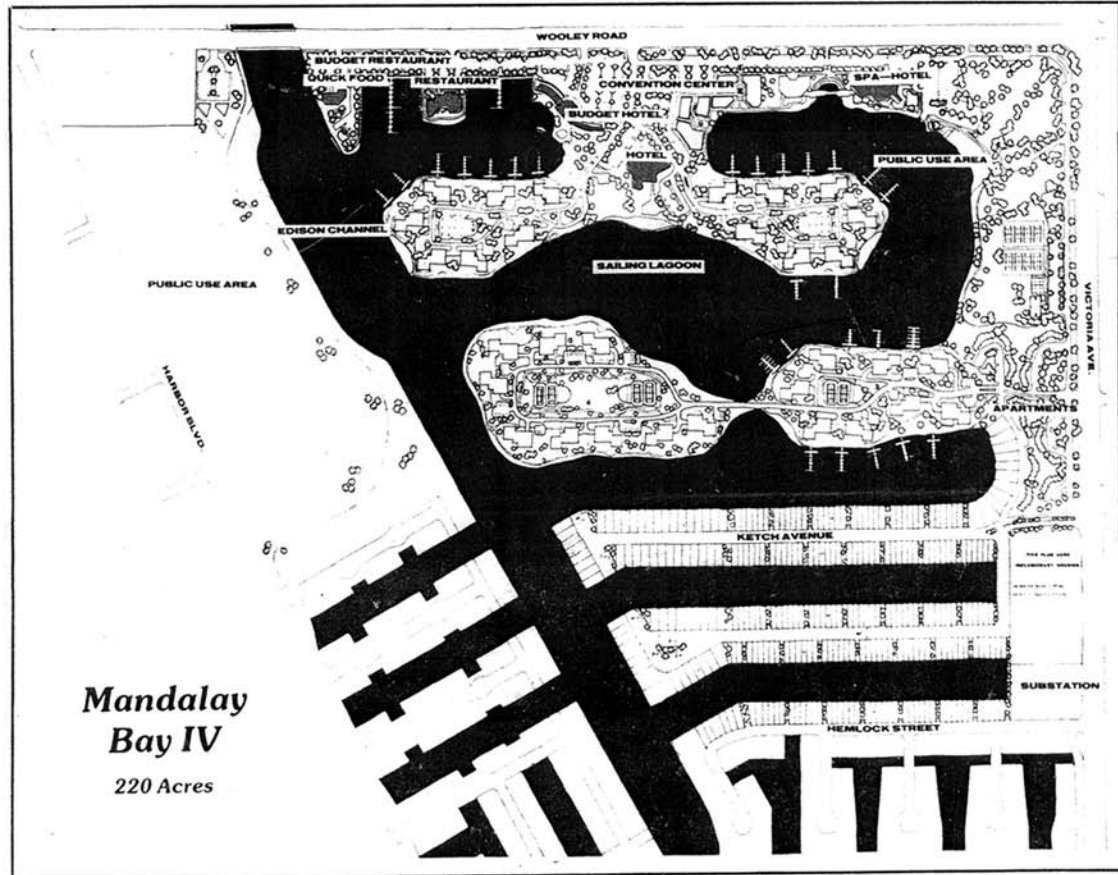 WOOLEY ROAD
BUDGET RESTAURANT
QUICK FOOD
RESTAURANT
CONVENTION CENTER
SPA—HOTEL
BUDGET HOTEL
HOTEL
PUBLIC USE AREA
EDISON CHANNEL
SAILING LAGOON
PUBLIC USE AREA
VICTORIA AVE.
HARBOR BLVD.
APARTMENTS
KETCH AVENUE
SUBSTATION
HEMLOCK STREET
Mandalay
Bay IV
220 Acres